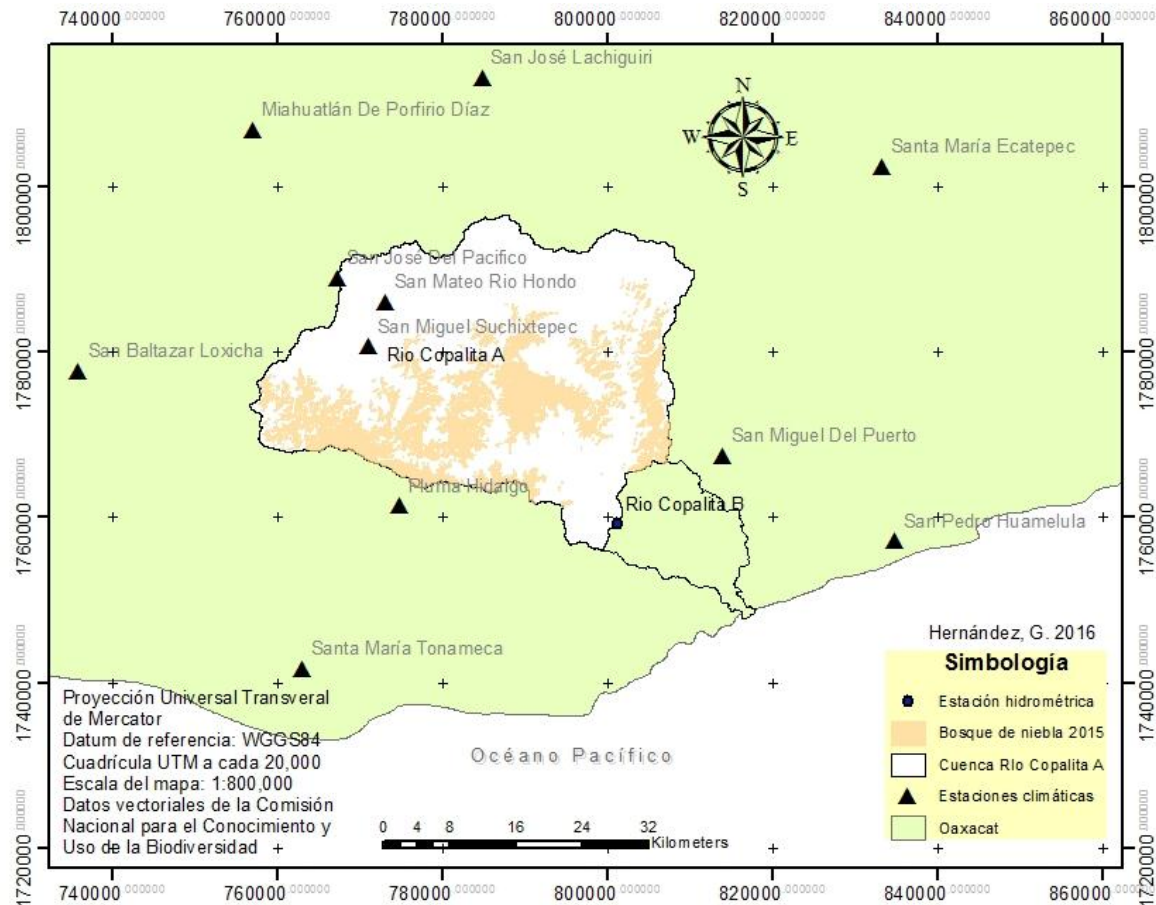 740000.000000 760000.000000 780000.000000 800000.000000 820000.000000 840000.000000 860000.000000
San José Lachiguiri
Miahuatlán De Porfirio Díaz
N
W E
S
Santa María Ecatepec
1800000.000000 1800000.000000
San José Del Pacifico
San Mateo Rio Hondo
San Miguel Suchixtepec
Rio Copalita A
San Baltazar Loxicha
1780000.000000 1780000.000000
San Miguel Del Puerto
Pluma Hidalgo
Rio Copalita B
San Pedro Huamelula
1760000.000000 1760000.000000
Santa María Tonameca
1740000.000000 1740000.000000
Proyección Universal Transveral
de Mercator
Datum de referencia: WGGS84
Cuadrícula UTM a cada 20,000
Escala del mapa: 1:800,000
Datos vectoriales de la Comisión
Nacional para el Conocimiento y
Uso de la Biodiversidad
Océano Pacífico
0 4 8 16 24 32
Kilometers
Hernández, G. 2016
Simbología
Estación hidrométrica
Bosque de niebla 2015
Cuenca RIo Copalita A
Estaciones climáticas
Oaxacat
1720000.000000 1720000.000000
740000.000000 760000.000000 780000.000000 800000.000000 820000.000000 840000.000000 860000.000000